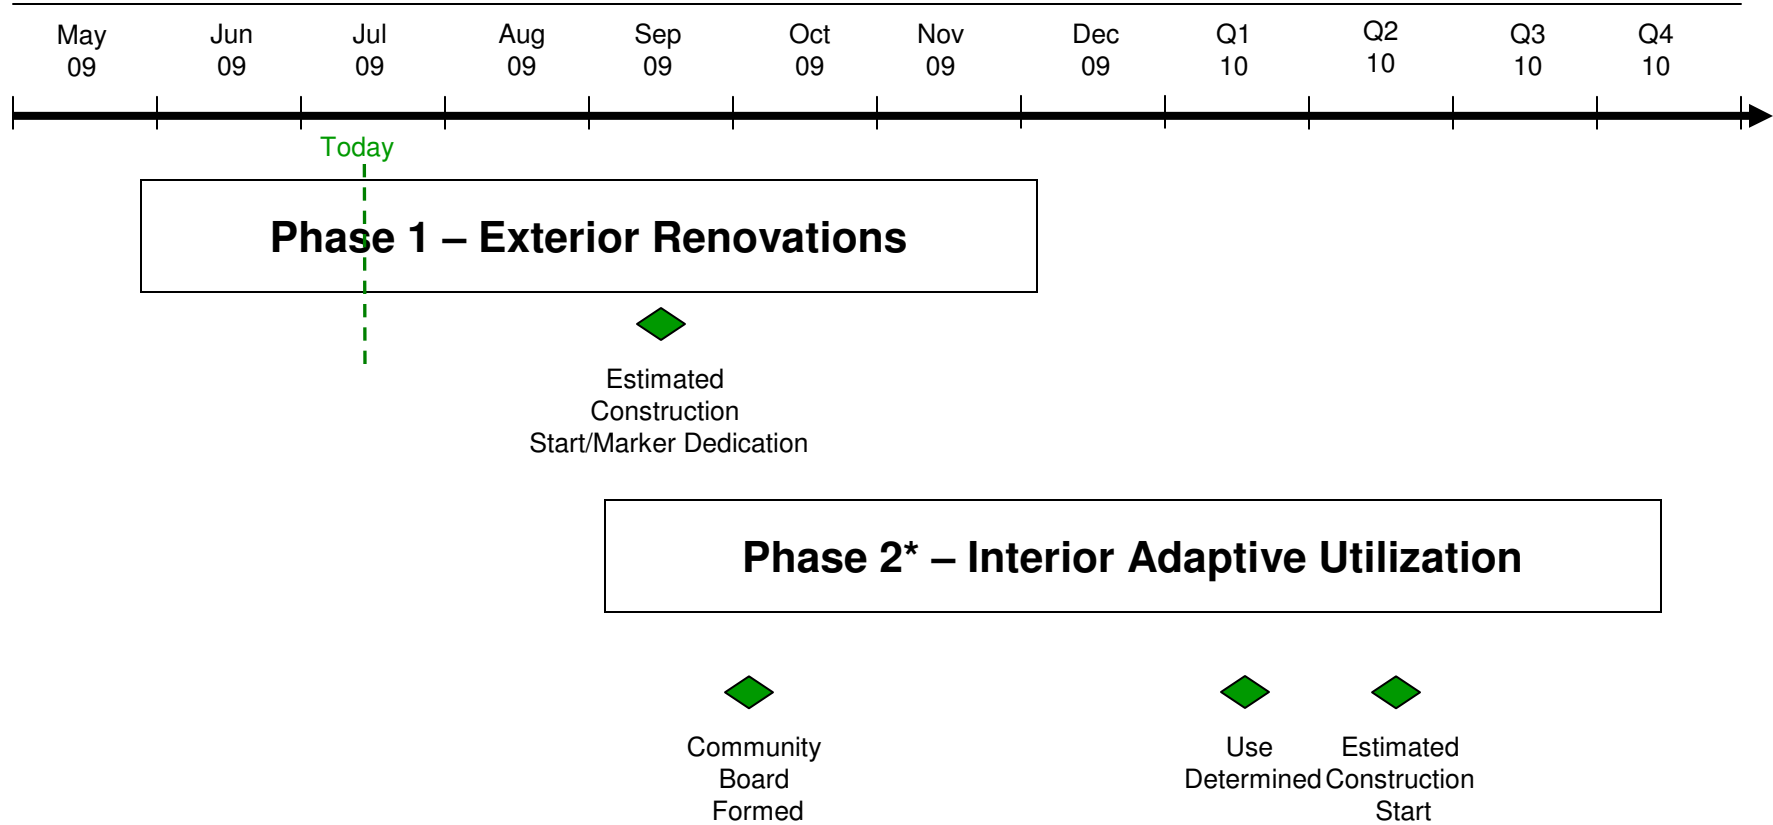 May Jun Jul Aug Sep Oct Nov Dec Q1 Q2 Q3 Q4
09 09 09 09 09 09 09 09 10 10 10 10
Today
Phase 1 – Exterior Renovations
Estimated
Construction
Start/Marker Dedication
Phase 2* – Interior Adaptive Utilization
Community
Board
Formed
Use
Determined
Estimated
Construction
Start